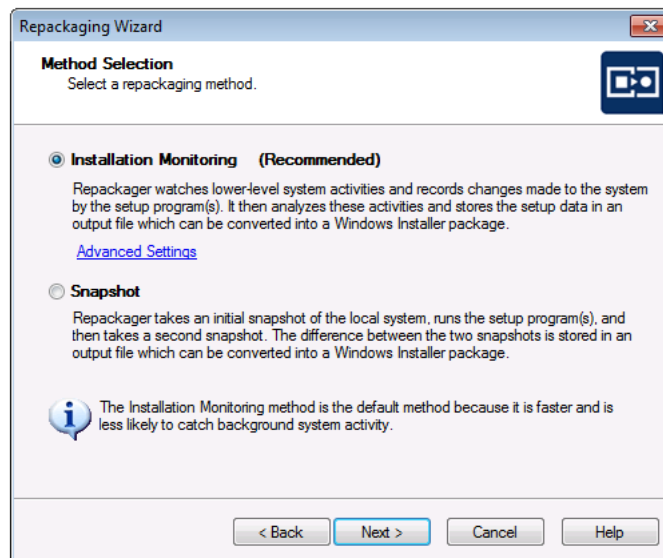 Repackaging Wizard
Method Selection
Select a repackaging method.
Installation Monitoring (Recommended)
Repackager watches lower-level system activities and records changes made to the system
by the setup program(s). It then analyzes these activities and stores the setup data in an
output file which can be converted into a Windows Installer package.
Advanced Settings
Snapshot
Repackager takes an initial snapshot of the local system, runs the setup program(s), and
then takes a second snapshot. The difference between the two snapshots is stored in an
output file which can be converted into a Windows Installer package.
The Installation Monitoring method is the default method because it is faster and is
less likely to catch background system activity.
< Back
Next >
Cancel
Help